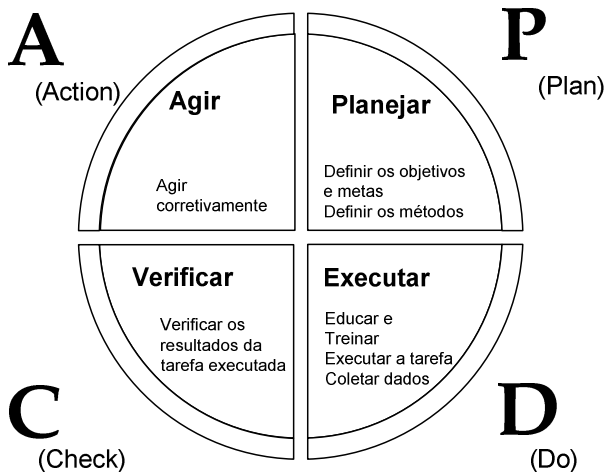 A
(Action)
P
(Plan)
Agir
Agir
corretivamente
Planejar
Definir os objetivos
e metas
Definir os métodos
Verificar
Verificar os
resultados da
tarefa executada
Executar
Educar e
Treinar
Executar a tarefa
Coletar dados
C
(Check)
D
(Do)